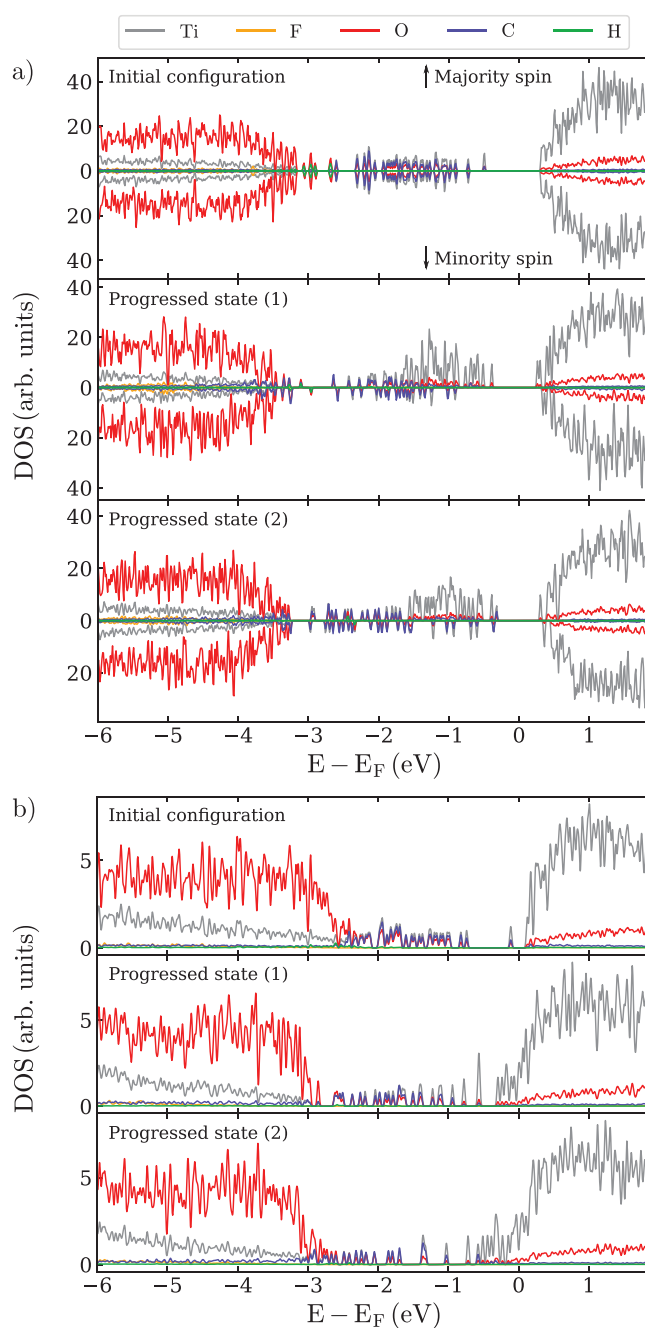 Ti F O C H
a)
Initial configuration
Majority spin
40
20
0
20
40
Minority spin
Progressed state (1)
40
20
0
20
40
DOS (arb. units)
Progressed state (2)
40
20
0
20
−6 −5 −4 −3 −2 −1 0 1
E − E_F (eV)
b)
Initial configuration
5
0
Progressed state (1)
5
0
DOS (arb. units)
Progressed state (2)
5
0
−6 −5 −4 −3 −2 −1 0 1
E − E_F (eV)